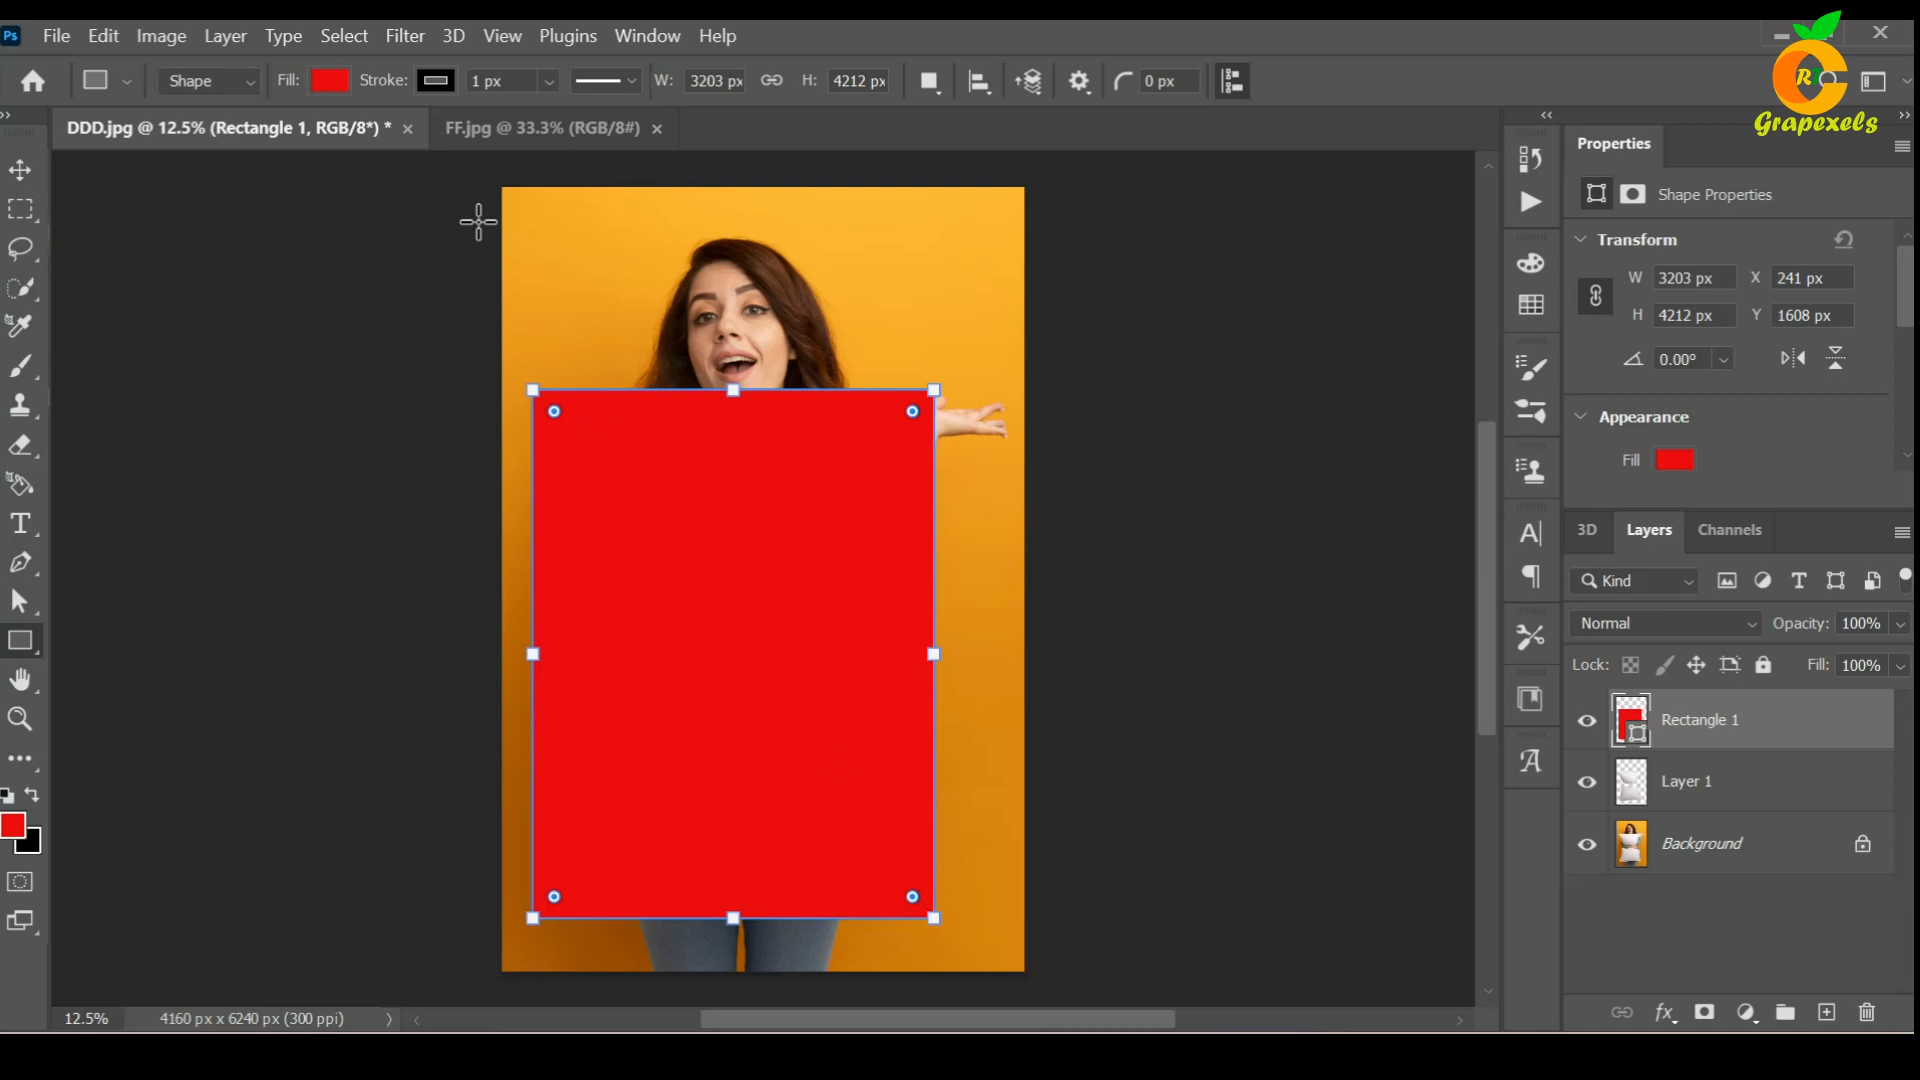 Ps File Edit Image Layer Type Select Filter 3D View Plugins Window Help
Shape Fill: Stroke: 1 px W: 3203 px H: 4212 px 0 px
RT
Grapexels
DDD.jpg @ 12.5% (Rectangle 1, RGB/8*) * FF.jpg @ 33.3% (RGB/8#)
Properties
Shape Properties
Transform
W 3203 px X 241 px
H 4212 px Y 1608 px
0.00°
Appearance
Fill
3D Layers Channels
Kind
Normal Opacity: 100%
Lock: Fill: 100%
Rectangle 1
Layer 1
Background
12.5% 4160 px x 6240 px (300 ppi)